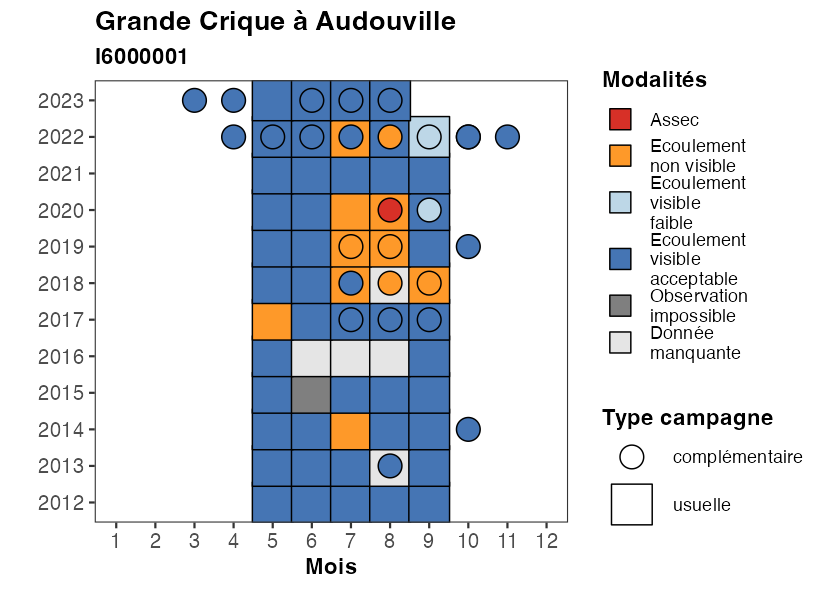 Grande Crique à Audouville
I6000001
2023
2022
2021
2020
2019
2018
2017
2016
2015
2014
2013
2012
1 2 3 4 5 6 7 8 9 10 11 12
Mois
Modalités
Assec
Ecoulement
non visible
Ecoulement
visible
faible
Ecoulement
visible
acceptable
Observation
impossible
Donnée
manquante
Type campagne
complémentaire
usuelle